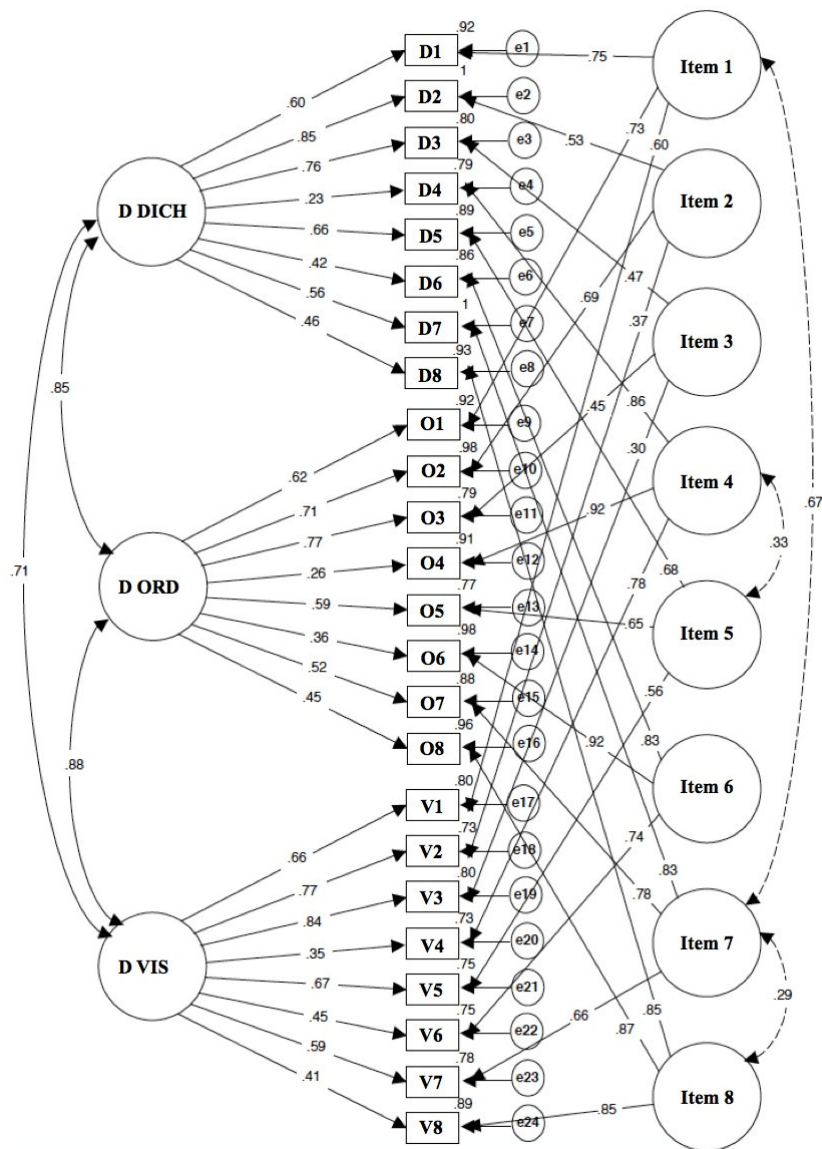 .92
D1
e1
.75
Item 1
.60
1
D2
e2
.85
.80
.53
D3
e3
.73
.60
.76
.79
D4
e4
Item 2
D DICH
.23
.89
D5
e5
.66
.86
D6
e6
.47
.42
.69
1
D7
e7
.37
Item 3
.56
.93
D8
e8
.46
.85
.92
.45
.86
O1
e9
.98
.30
.62
O2
e10
Item 4
.71
.79
O3
e11
.92
.67
.77
.91
.33
O4
e12
.71
D ORD
.26
.77
.68
.78
O5
e13
.65
Item 5
.59
.98
O6
e14
.36
.88
.56
O7
e15
.52
.96
.45
O8
e16
.92
.83
.88
.80
Item 6
V1
e17
.73
.74
.66
V2
e18
.77
.80
.83
V3
e19
.78
.84
.73
V4
e20
Item 7
D VIS
.35
.75
V5
e21
.67
.75
.29
V6
e22
.66
.85
.45
.87
.78
V7
e23
.59
.89
.41
V8
e24
.85
Item 8